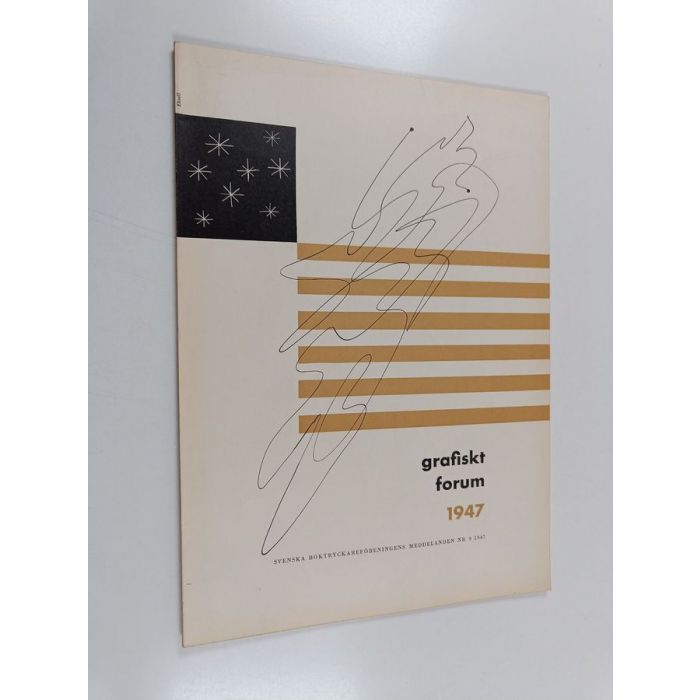 grafiskt
forum
1947
SVENSKA BOKTRYCKAREFÖRENINGENS MEDDELANDEN NR 9 1947